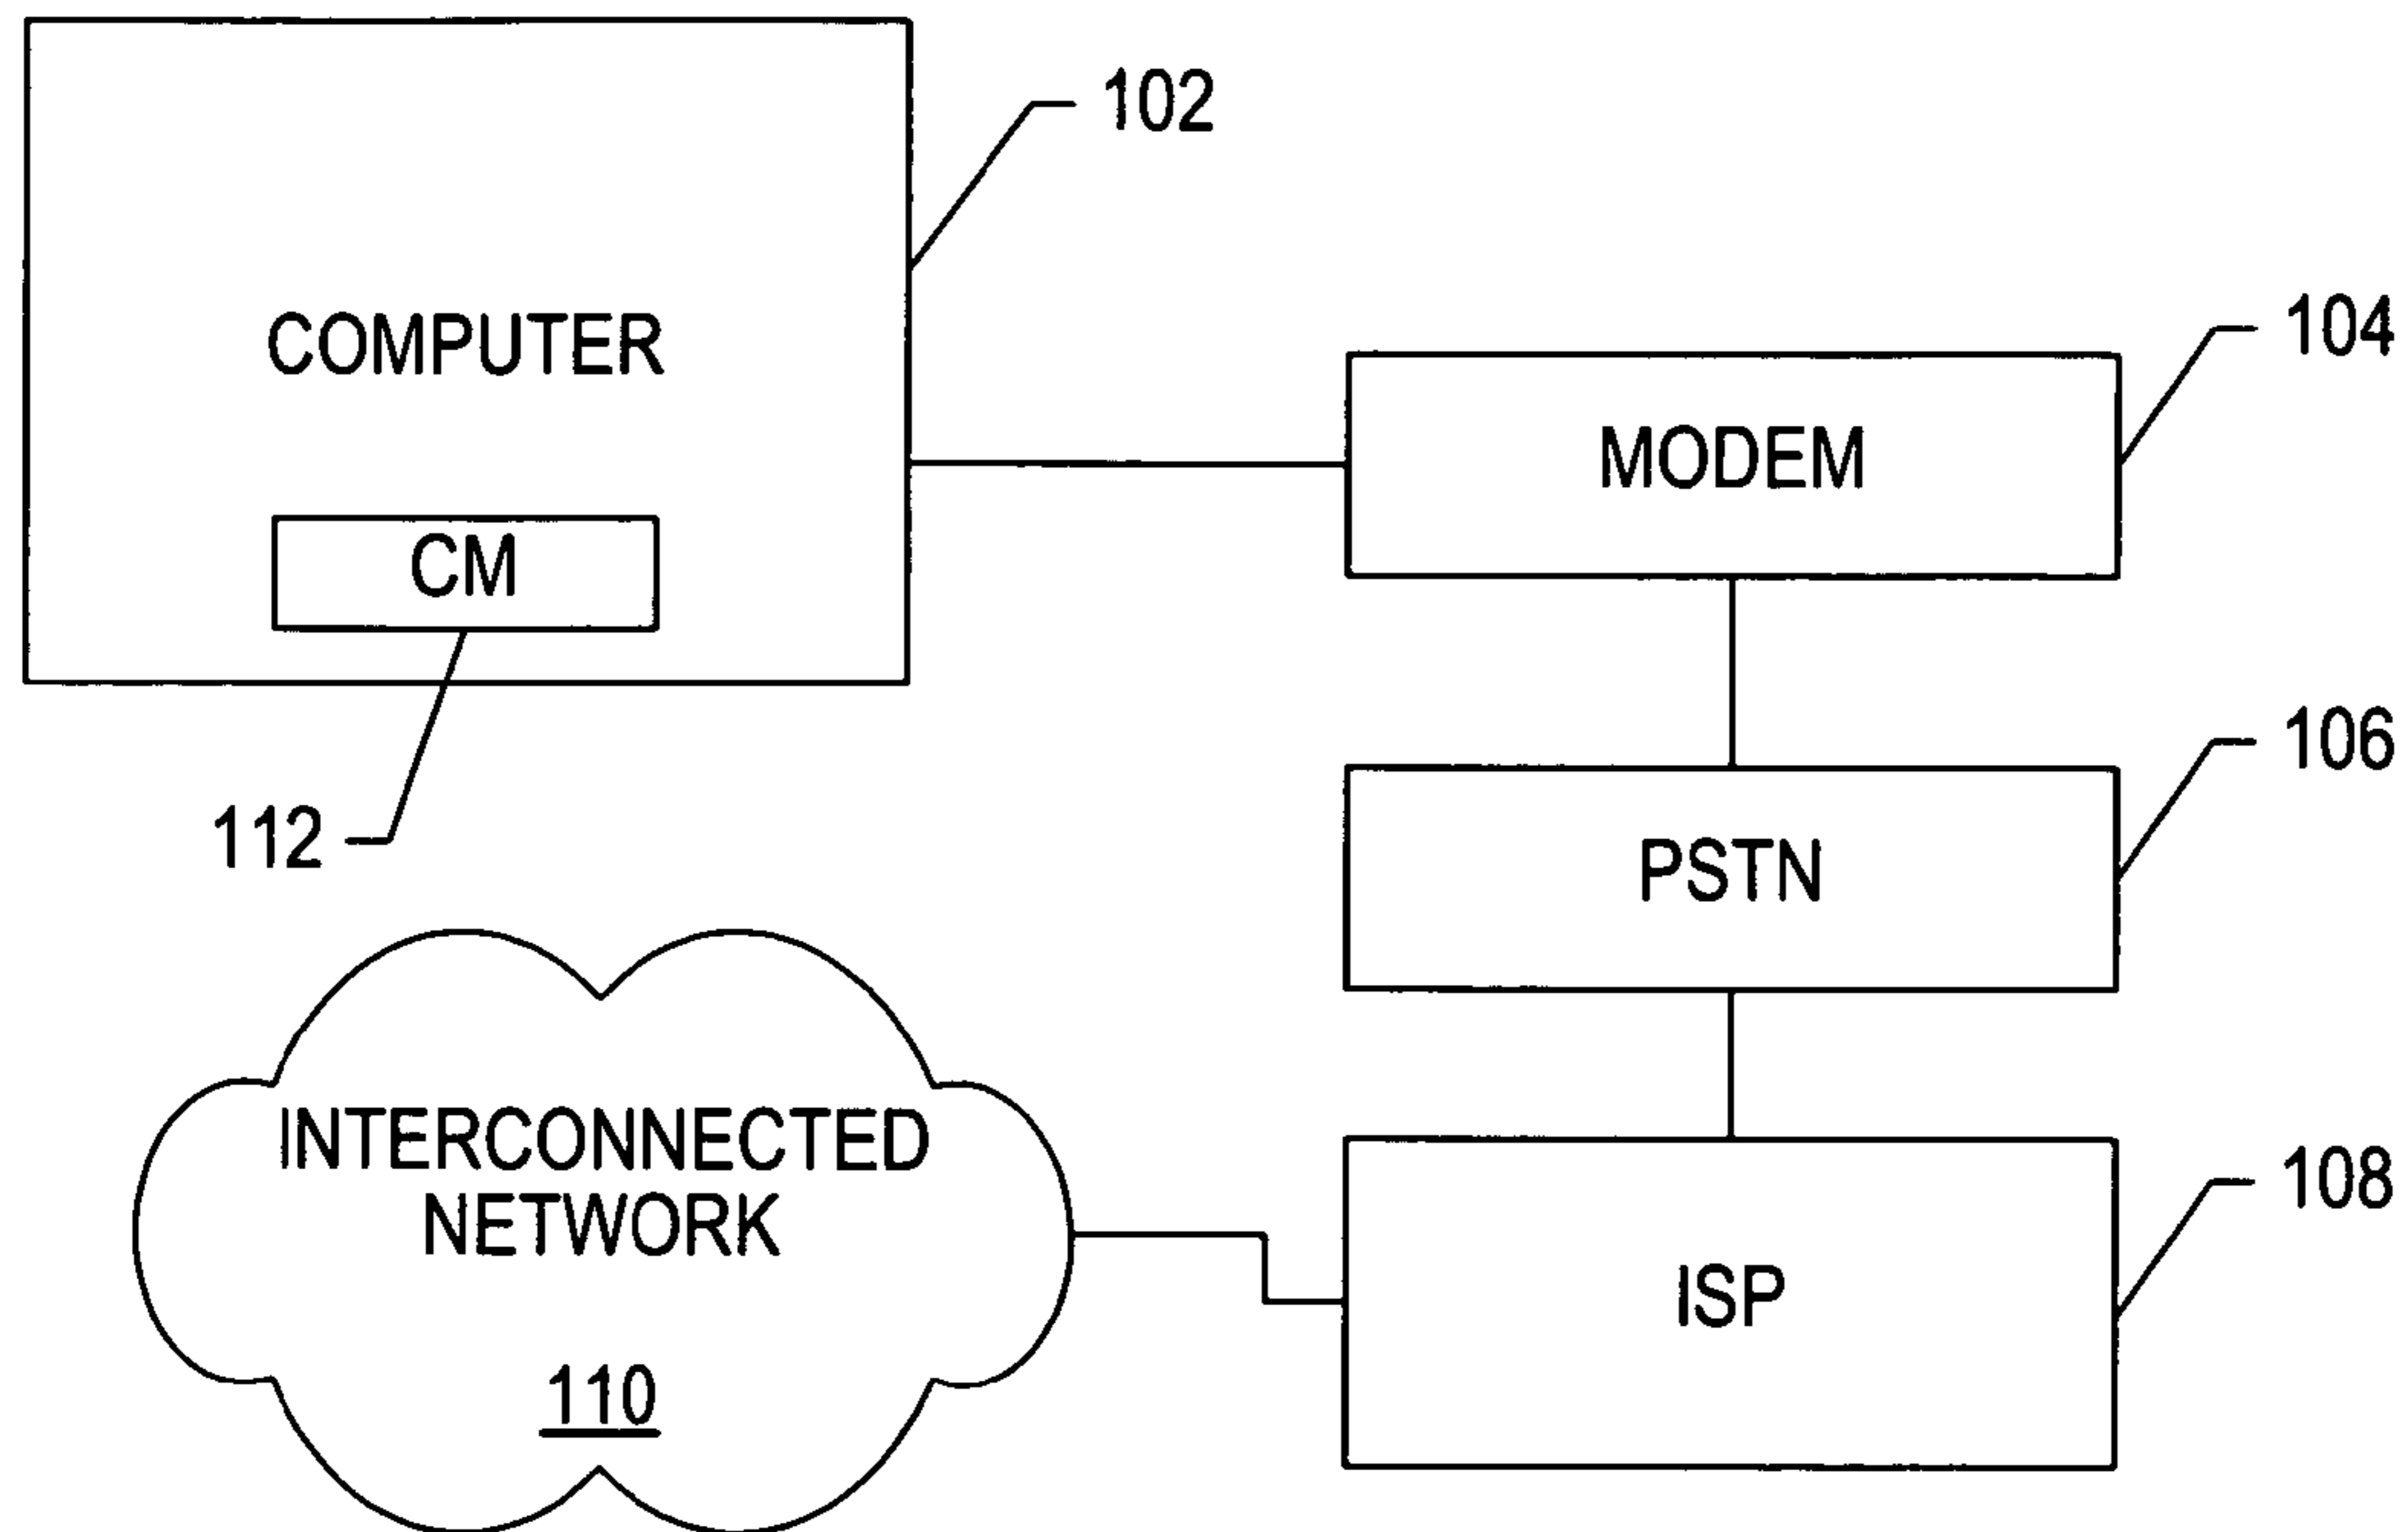 102
COMPUTER
104
MODEM
CM
106
112
PSTN
INTERCONNECTED
NETWORK
108
ISP
110